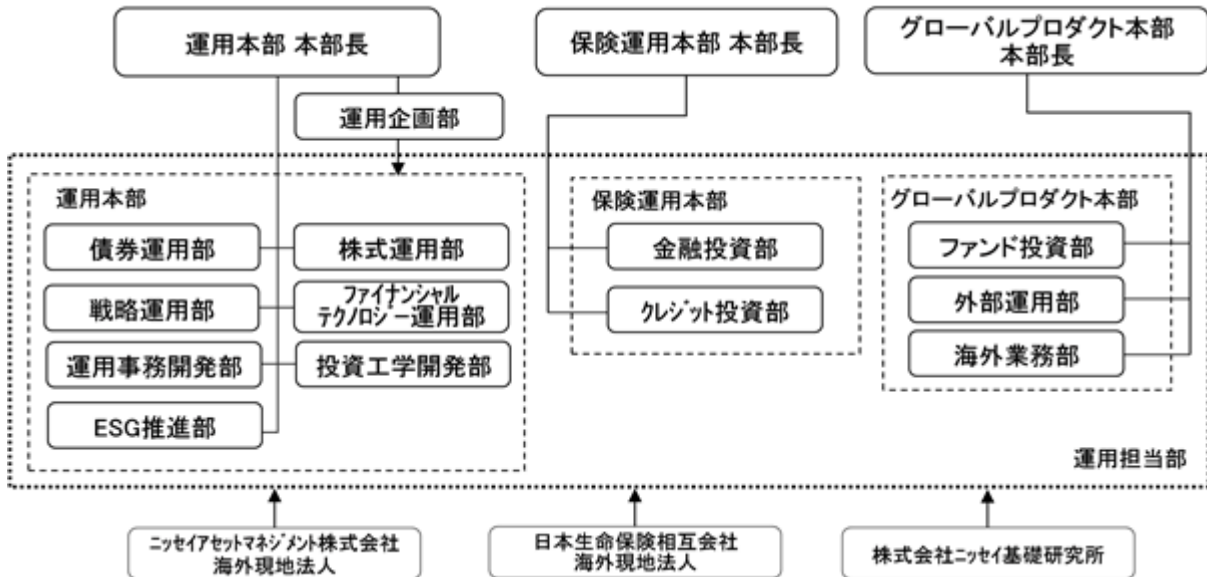 運用本部 本部長
保険運用本部 本部長
グローバルプロダクト本部
本部長
運用企画部
運用本部
債券運用部
株式運用部
戦略運用部
ファイナンシャル
テクノロジー運用部
運用事務開発部
投資工学開発部
ESG推進部
保険運用本部
金融投資部
クレジット投資部
グローバルプロダクト本部
ファンド投資部
外部運用部
海外業務部
運用担当部
ニッセイアセットマネジメント株式会社
海外現地法人
日本生命保険相互会社
海外現地法人
株式会社ニッセイ基礎研究所